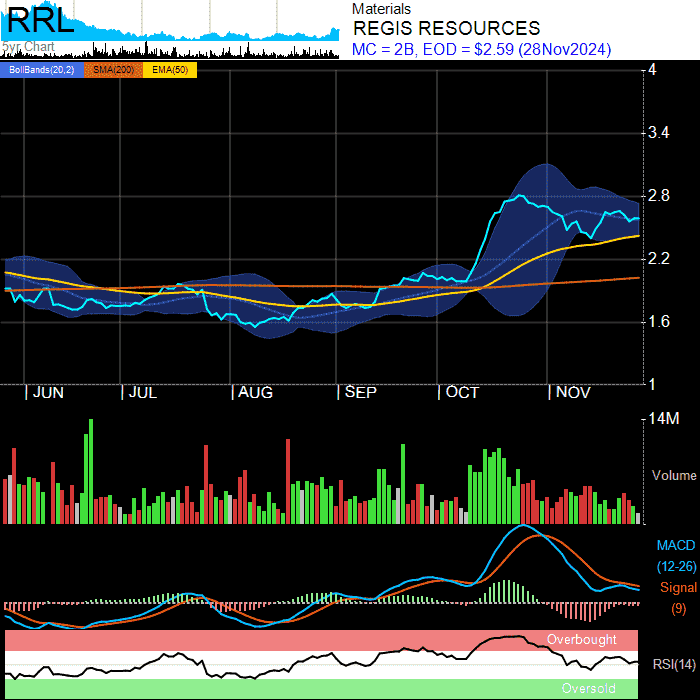 RRL
5yr Chart
Materials
REGIS RESOURCES
MC = 2B, EOD = $2.59 (28Nov2024)
BollBands(20,2) SMA(200) EMA(50)
4
3.4
2.8
2.2
1.6
1
| JUN | JUL | AUG | SEP | OCT | NOV
14M
Volume
MACD
(12-26)
Signal
(9)
Overbought
RSI(14)
Oversold